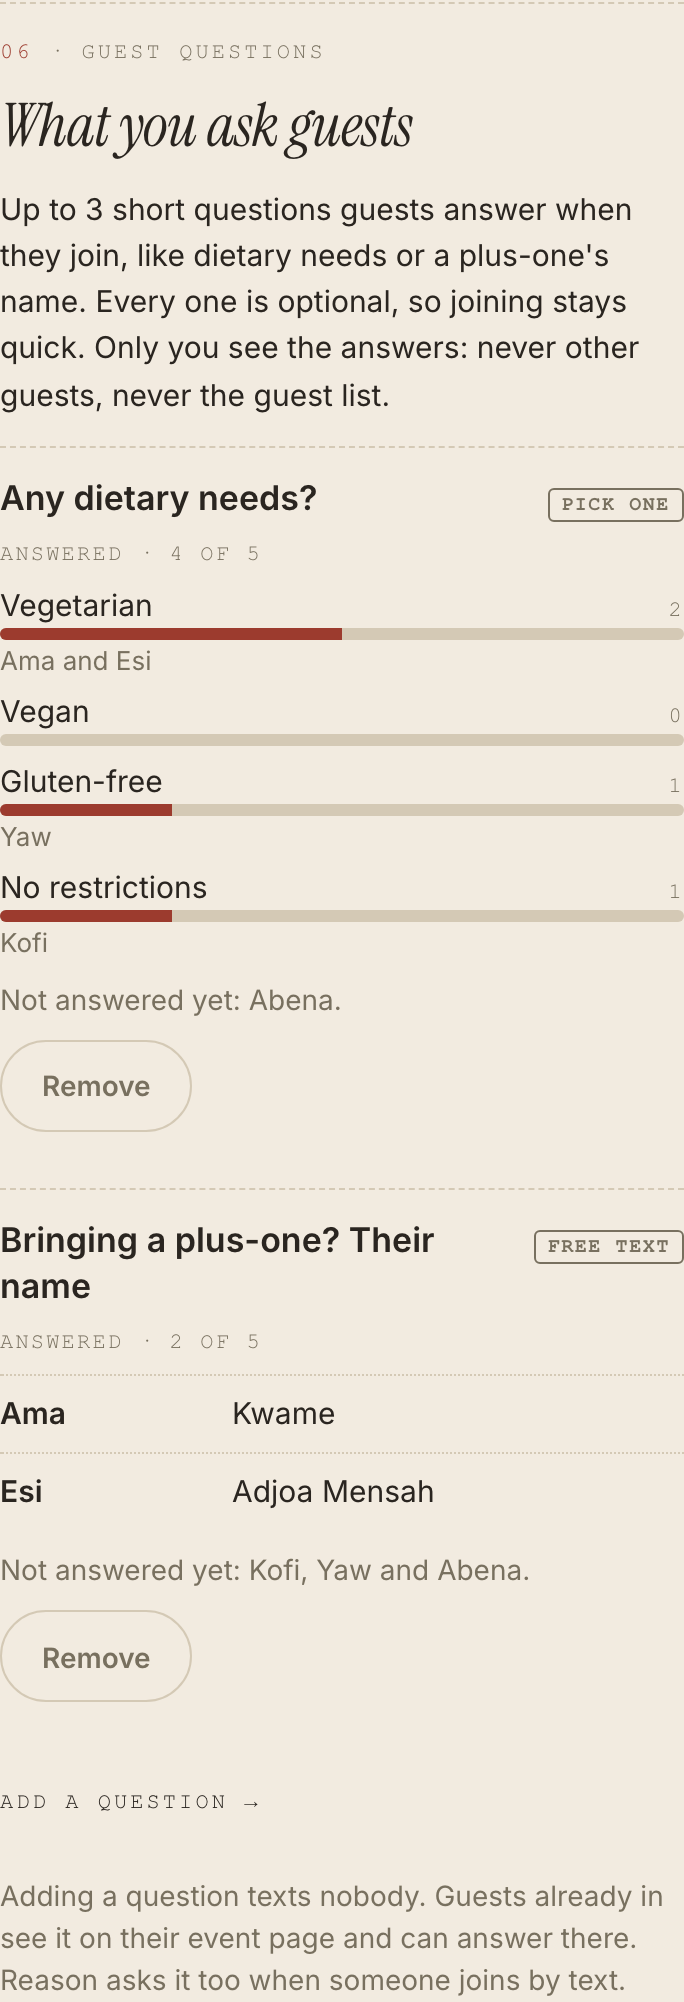 06 · GUEST QUESTIONS
What you ask guests
Up to 3 short questions guests answer when
they join, like dietary needs or a plus-one's
name. Every one is optional, so joining stays
quick. Only you see the answers: never other
guests, never the guest list.
Any dietary needs?
PICK ONE
ANSWERED · 4 OF 5
Vegetarian 2
Ama and Esi
Vegan 0
Gluten-free 1
Yaw
No restrictions 1
Kofi
Not answered yet: Abena.
Remove
Bringing a plus-one? Their
name
FREE TEXT
ANSWERED · 2 OF 5
Ama Kwame
Esi Adjoa Mensah
Not answered yet: Kofi, Yaw and Abena.
Remove
ADD A QUESTION →
Adding a question texts nobody. Guests already in
see it on their event page and can answer there.
Reason asks it too when someone joins by text.